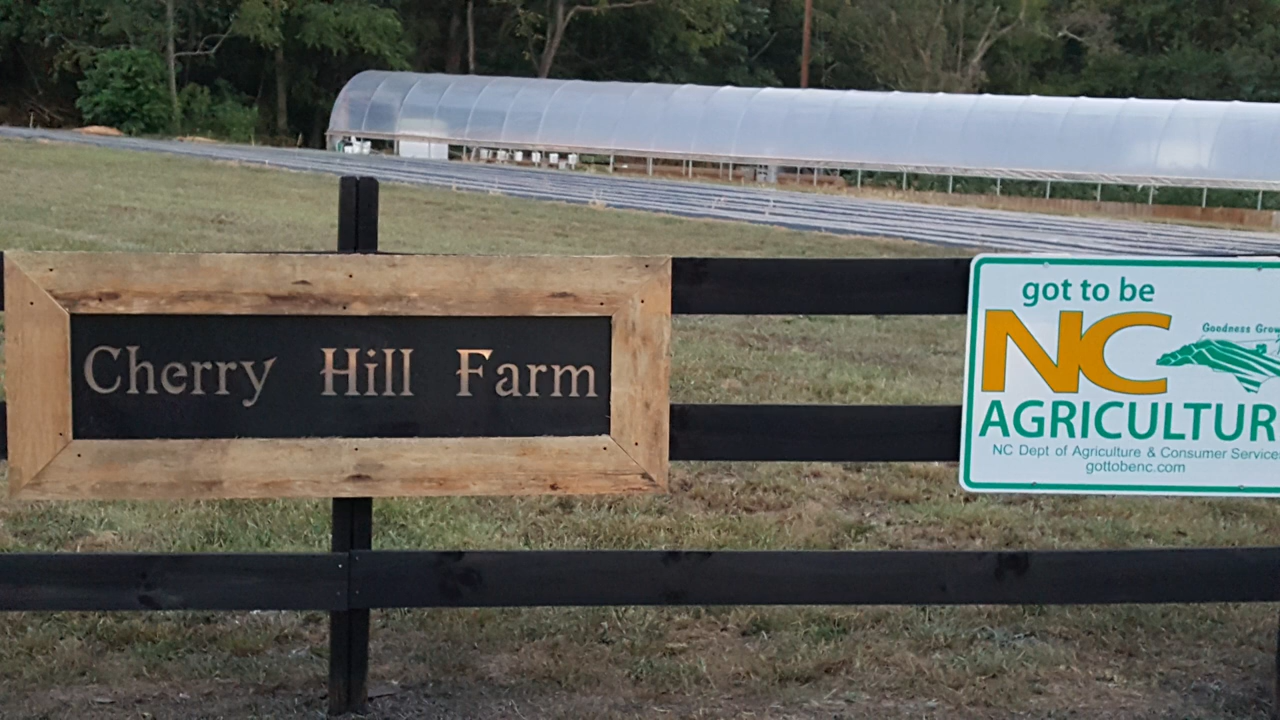 Cherry Hill Farm
got to be
NC
Goodness Grow
AGRICULTUR
NC Dept of Agriculture & Consumer Services
gottobenc.com